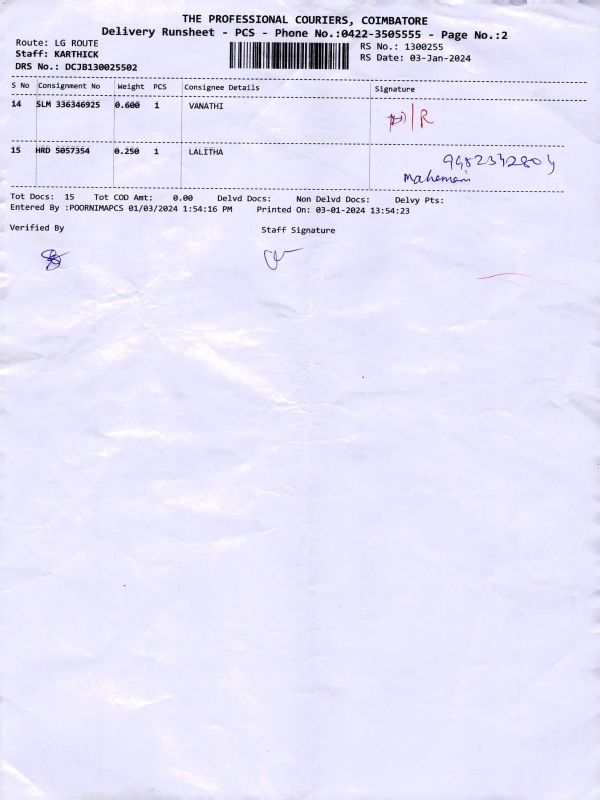 THE PROFESSIONAL COURIERS, COIMBATORE
Delivery Runsheet - PCS - Phone No.:0422-3505555 - Page No.:2
Route: LG ROUTE
Staff: KARTHICK
DRS No.: DCJB130025502
RS No.: 1300255
RS Date: 03-Jan-2024
S No Consignment No Weight PCS Consignee Details Signature
14 SLM 336346925 0.600 1 VANATHI
15 HRD 5057354 0.250 1 LALITHA
Tot Docs: 15 Tot COD Amt: 0.00 Delvd Docs: Non Delvd Docs: Delvy Pts:
Entered By :POORNIMAPCS 01/03/2024 1:54:16 PM Printed On: 03-01-2024 13:54:23
Verified By Staff Signature